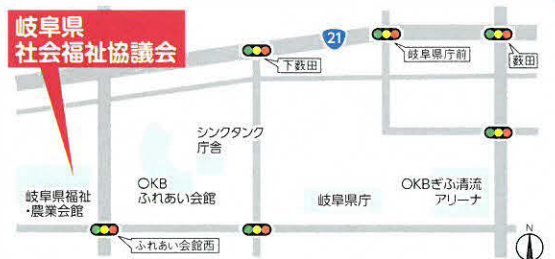 岐阜県
社会福祉協議会
21
岐阜県庁前
藪田
下藪田
シンクタンク
庁舎
岐阜県福祉
・農業会館
OKB
ふれあい会館
岐阜県庁
OKBぎふ清流
アリーナ
ふれあい会館西
N